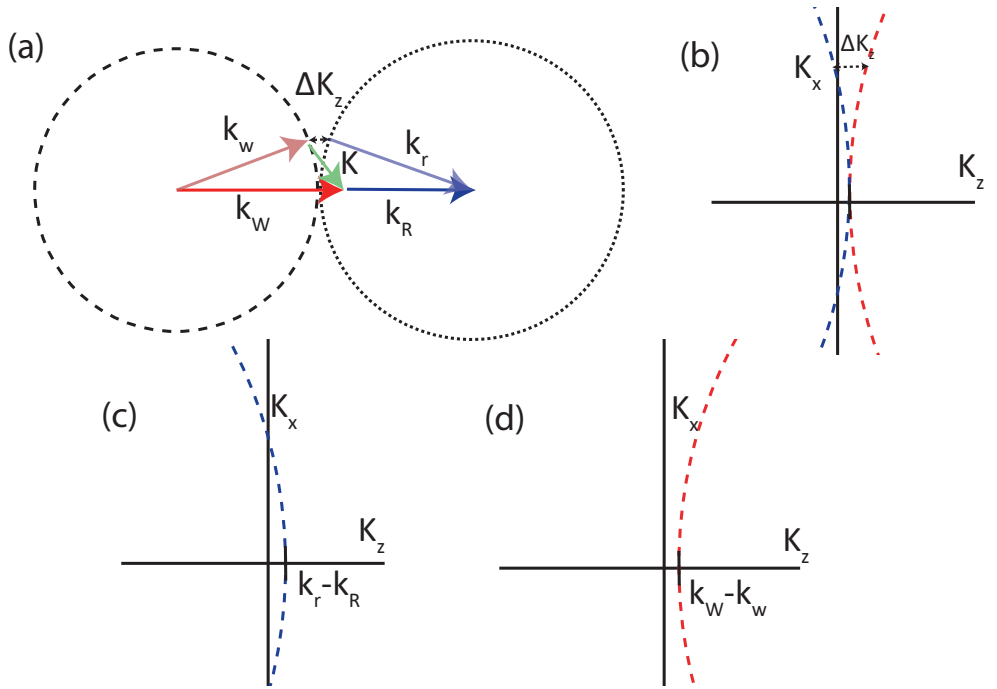 (a)
ΔK_z
k_w
K
k_r
k_W
k_R
(b)
K_x
ΔK_z
K_z
(c)
K_x
K_z
k_r-k_R
(d)
K_x
K_z
k_W-k_w